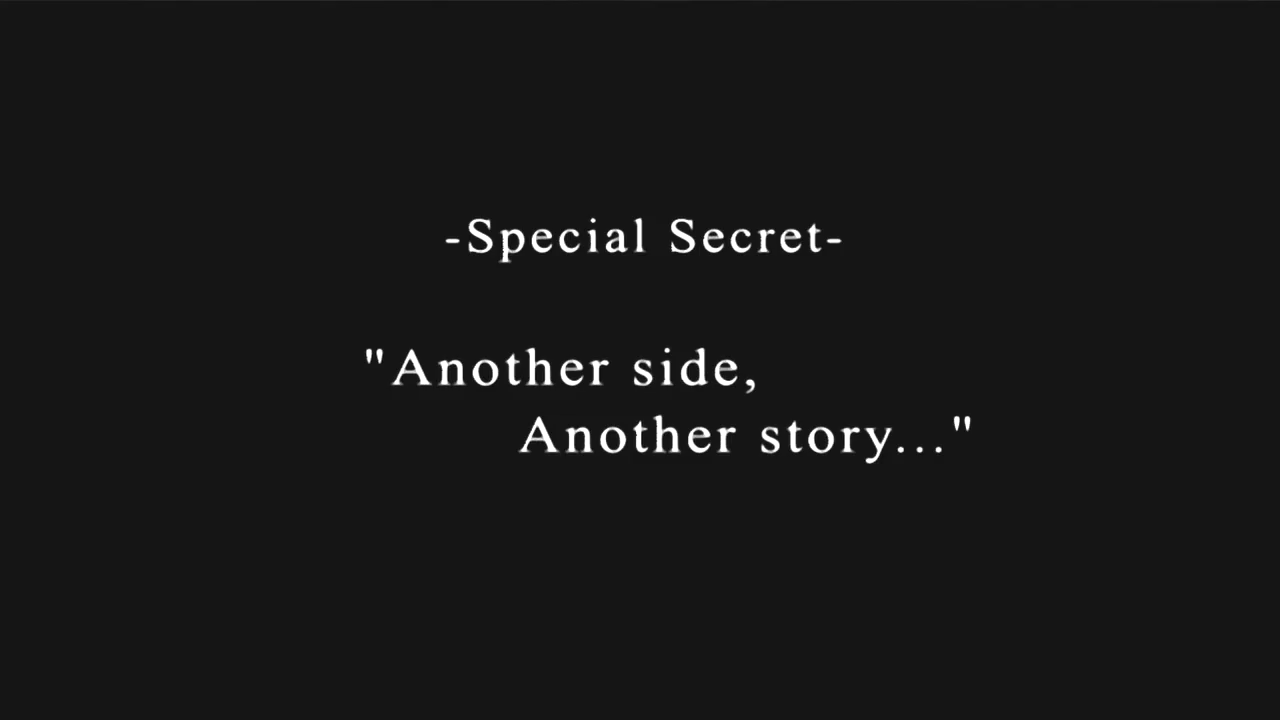 -Special Secret-
"Another side,
Another story..."